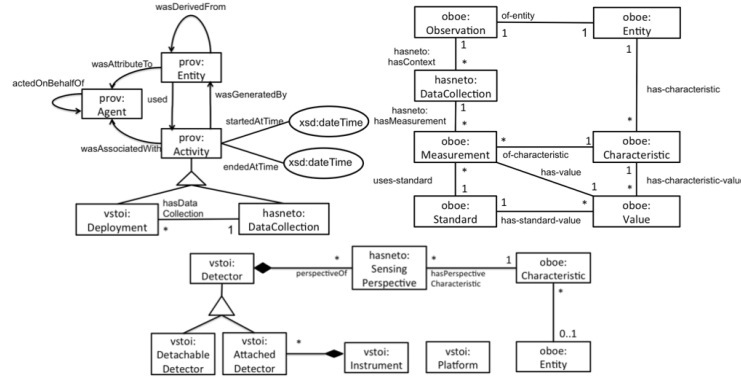 wasDerivedFrom
prov:
Entity
wasAttributeTo
actedOnBehalfOf
prov:
Agent
used
wasGeneratedBy
startedAtTime
xsd:dateTime
wasAssociatedWith
prov:
Activity
endedAtTime
xsd:dateTime
vstoi:
Deployment
hasData
Collection
*
1
hasneto:
DataCollection
oboe:
Observation
of-entity
1
1
oboe:
Entity
1
1
hasneto:
hasContext
*
hasneto:
DataCollection
has-characteristic
hasneto:
hasMeasurement
1
*
*
oboe:
Measurement
*
1
of-characteristic
oboe:
Characteristic
uses-standard
*
1
has-value
1
1
*
has-characteristic-value
oboe:
Standard
1
*
has-standard-value
oboe:
Value
vstoi:
Detector
*
perspectiveOf
hasneto:
Sensing
Perspective
*
1
hasPerspective
Characteristic
oboe:
Characteristic
*
0..1
vstoi:
Detachable
Detector
vstoi:
Attached
Detector
*
vstoi:
Instrument
vstoi:
Platform
oboe:
Entity